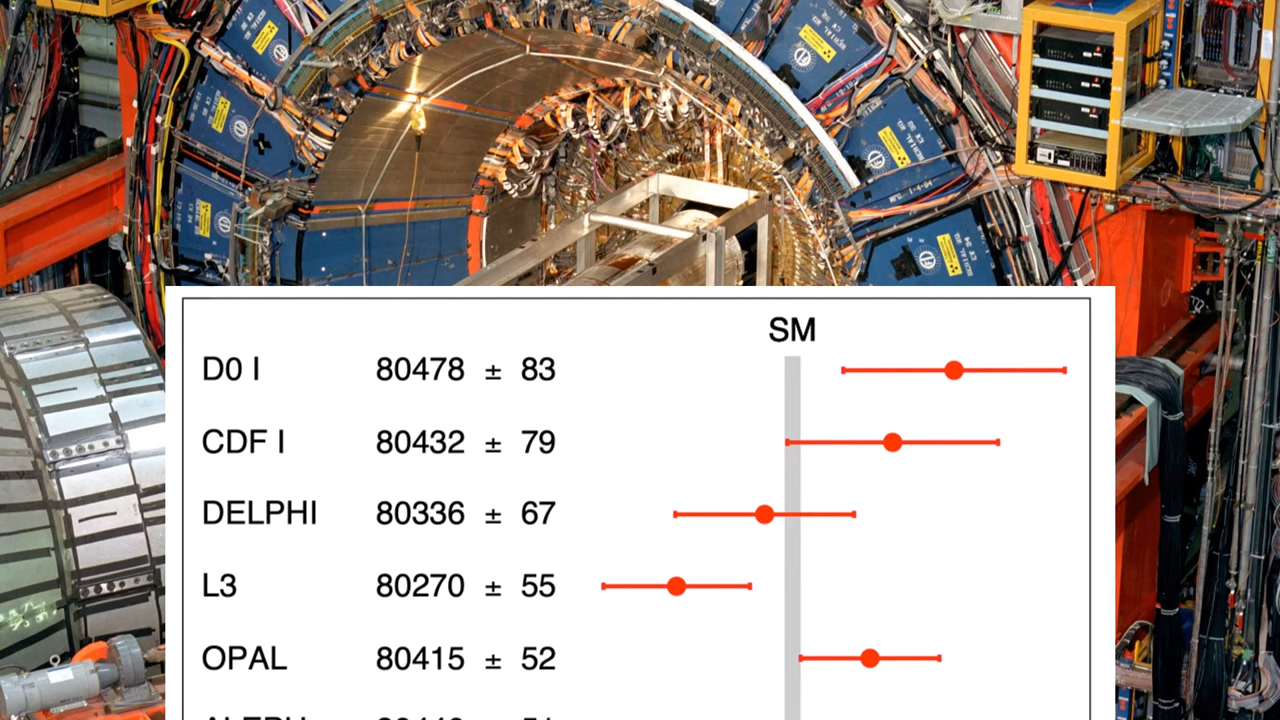 SM
D0 I 80478 ± 83
CDF I 80432 ± 79
DELPHI 80336 ± 67
L3 80270 ± 55
OPAL 80415 ± 52